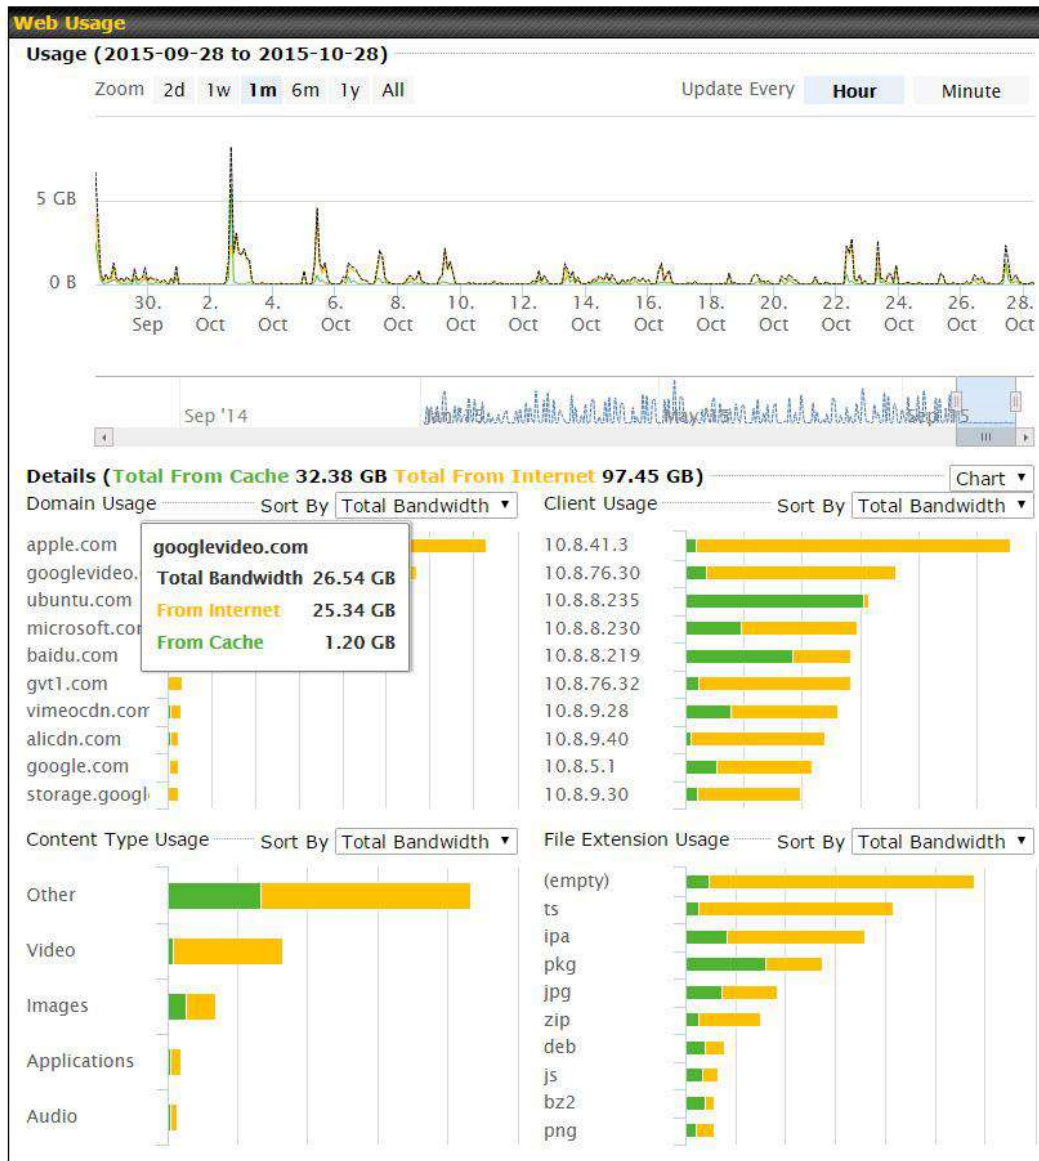 Web Usage
Usage (2015-09-28 to 2015-10-28)
Zoom 2d 1w 1m 6m 1y All Update Every Hour Minute
5 GB
0 B
30. Sep 2. Oct 4. Oct 6. Oct 8. Oct 10. Oct 12. Oct 14. Oct 16. Oct 18. Oct 20. Oct 22. Oct 24. Oct 26. Oct 28. Oct
Sep '14 Sep '15
Details (Total From Cache 32.38 GB Total From Internet 97.45 GB) Chart
Domain Usage Sort By Total Bandwidth
apple.com
googlevideo.
ubuntu.com
microsoft.cor
baidu.com
gvt1.com
vimeocdn.com
alicdn.com
google.com
storage.googl
googlevideo.com
Total Bandwidth 26.54 GB
From Internet 25.34 GB
From Cache 1.20 GB
Client Usage Sort By Total Bandwidth
10.8.41.3
10.8.76.30
10.8.8.235
10.8.8.230
10.8.8.219
10.8.76.32
10.8.9.28
10.8.9.40
10.8.5.1
10.8.9.30
Content Type Usage Sort By Total Bandwidth
Other
Video
Images
Applications
Audio
File Extension Usage Sort By Total Bandwidth
(empty)
ts
ipa
pkg
jpg
zip
deb
js
bz2
png